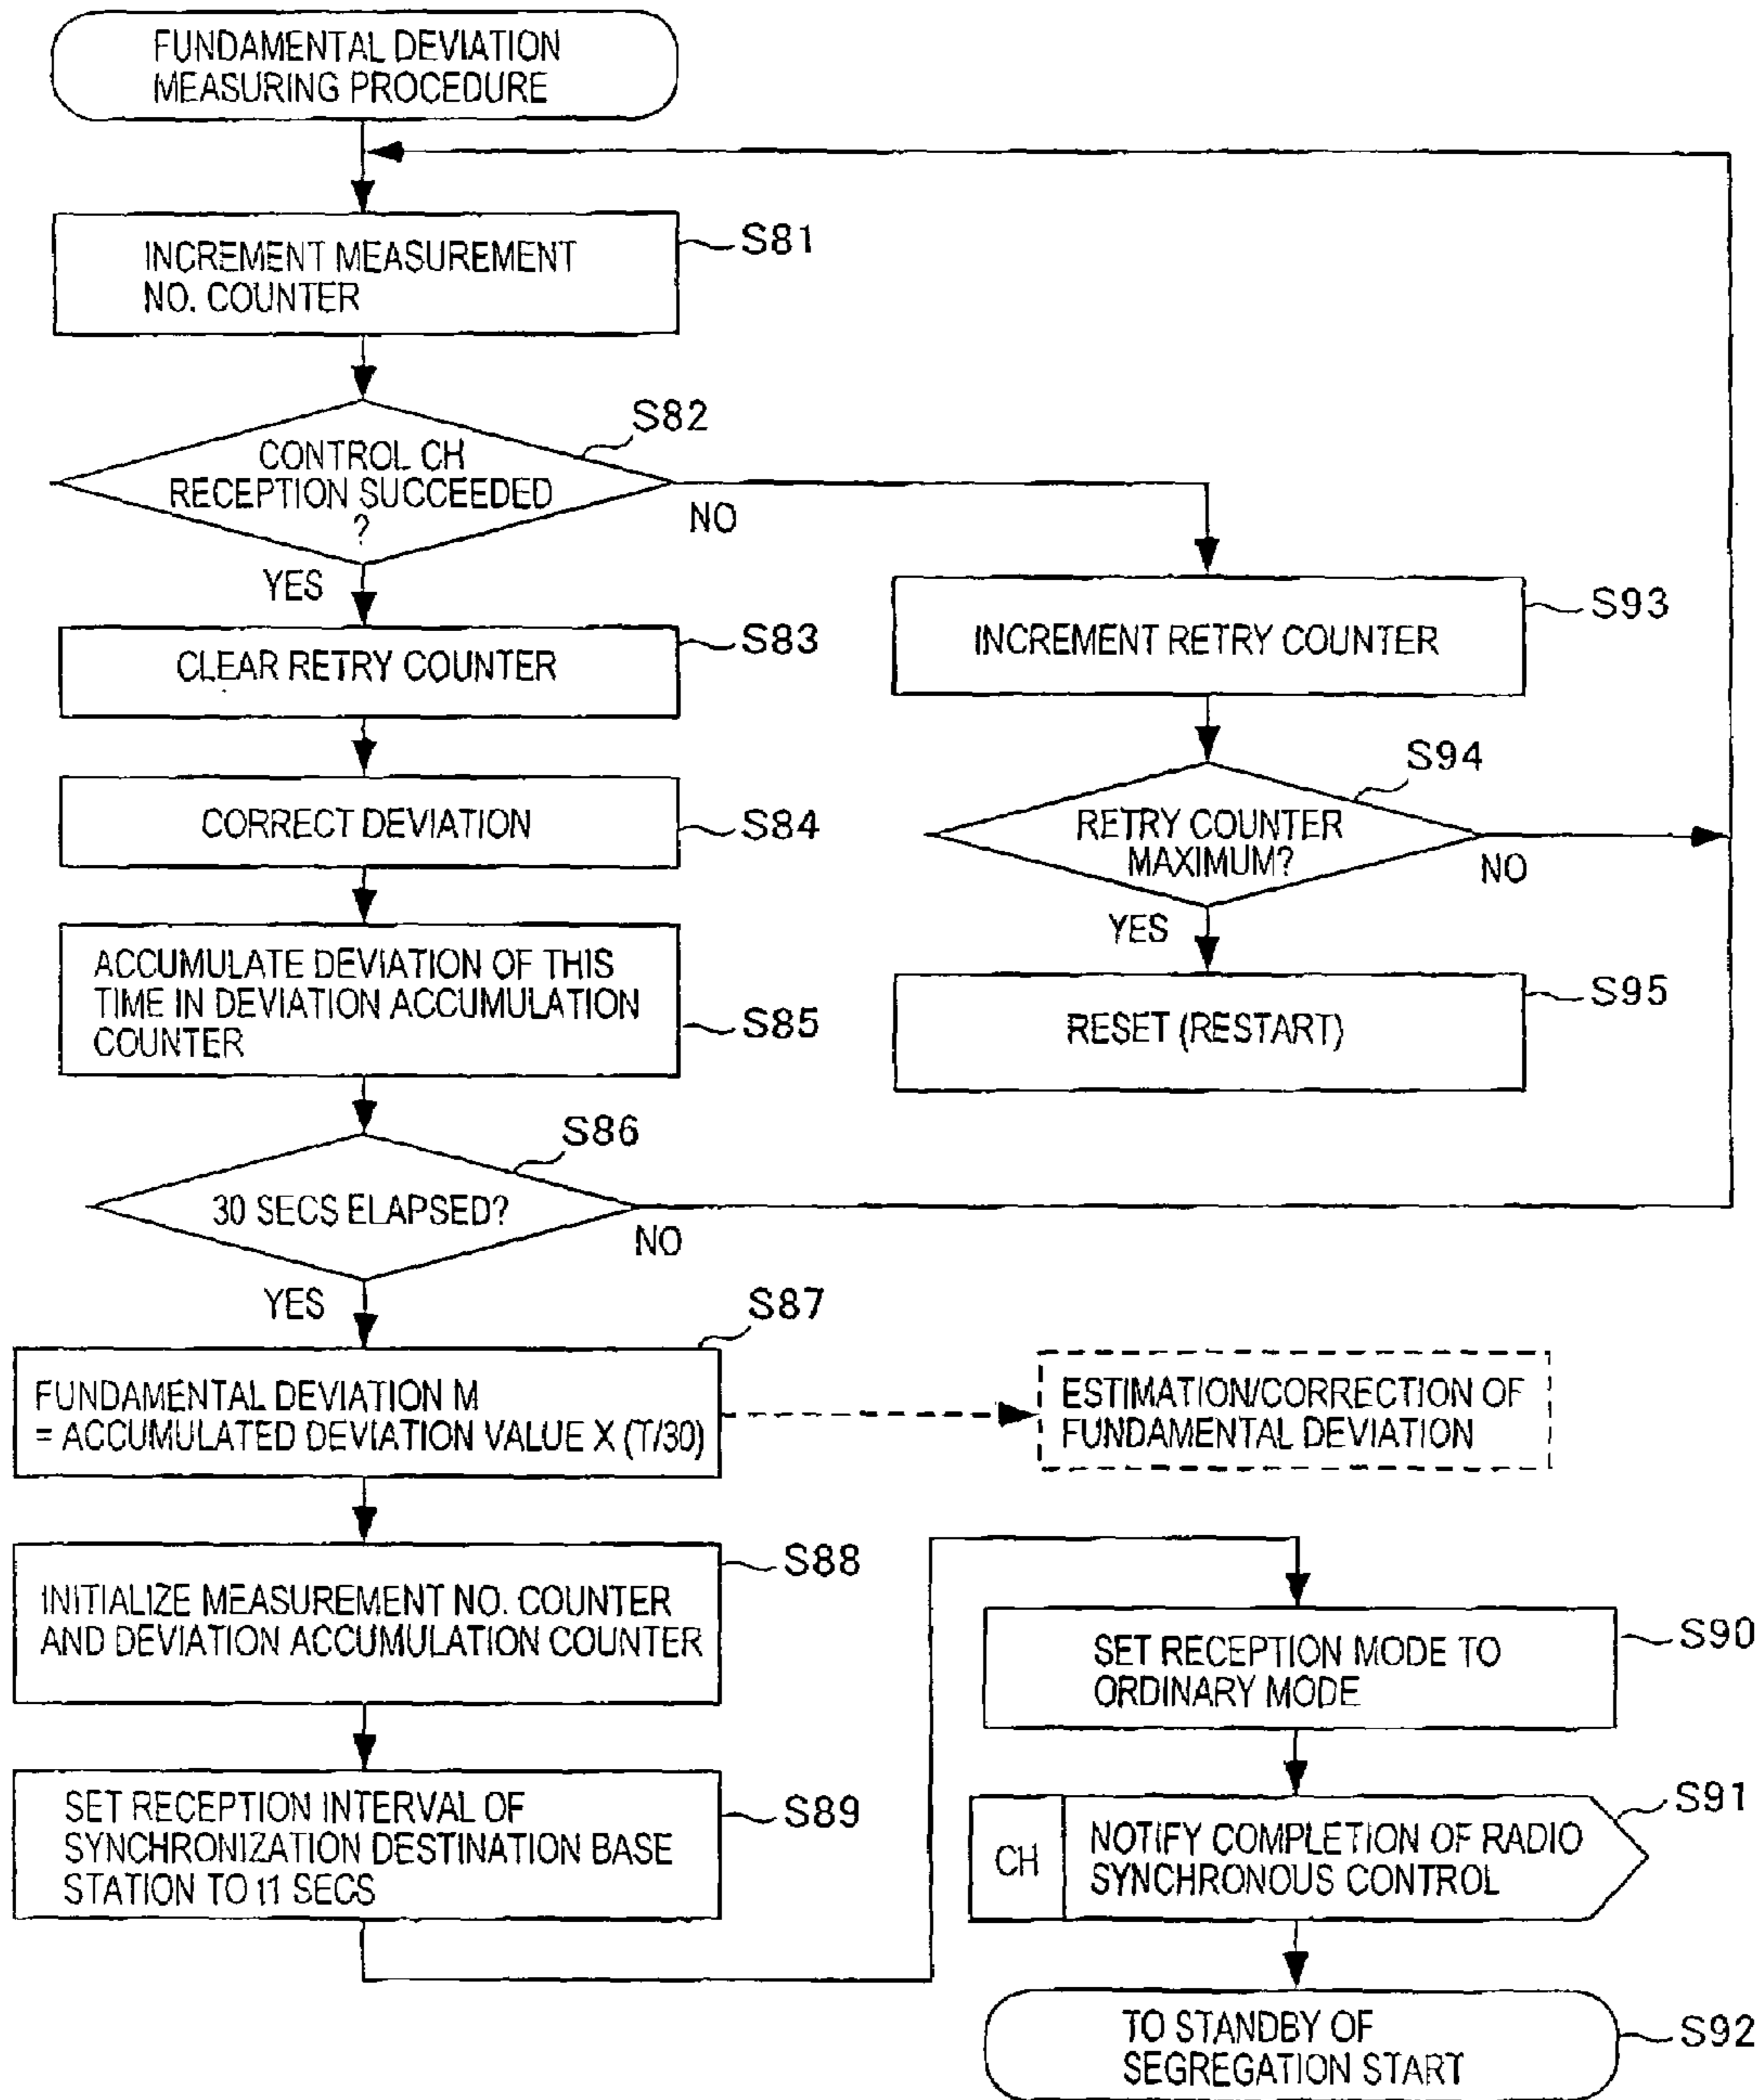 FUNDAMENTAL DEVIATION
MEASURING PROCEDURE
INCREMENT MEASUREMENT
NO. COUNTER
S81
CONTROL CH
RECEPTION SUCCEEDED
?
S82
NO
YES
CLEAR RETRY COUNTER
S83
CORRECT DEVIATION
S84
ACCUMULATE DEVIATION OF THIS
TIME IN DEVIATION ACCUMULATION
COUNTER
S85
30 SECS ELAPSED?
S86
NO
YES
INCREMENT RETRY COUNTER
S93
RETRY COUNTER
MAXIMUM?
S94
NO
YES
RESET (RESTART)
S95
FUNDAMENTAL DEVIATION M
= ACCUMULATED DEVIATION VALUE X (T/30)
S87
ESTIMATION/CORRECTION OF
FUNDAMENTAL DEVIATION
INITIALIZE MEASUREMENT NO. COUNTER
AND DEVIATION ACCUMULATION COUNTER
S88
SET RECEPTION INTERVAL OF
SYNCHRONIZATION DESTINATION BASE
STATION TO 11 SECS
S89
SET RECEPTION MODE TO
ORDINARY MODE
S90
CH
NOTIFY COMPLETION OF RADIO
SYNCHRONOUS CONTROL
S91
TO STANDBY OF
SEGREGATION START
S92